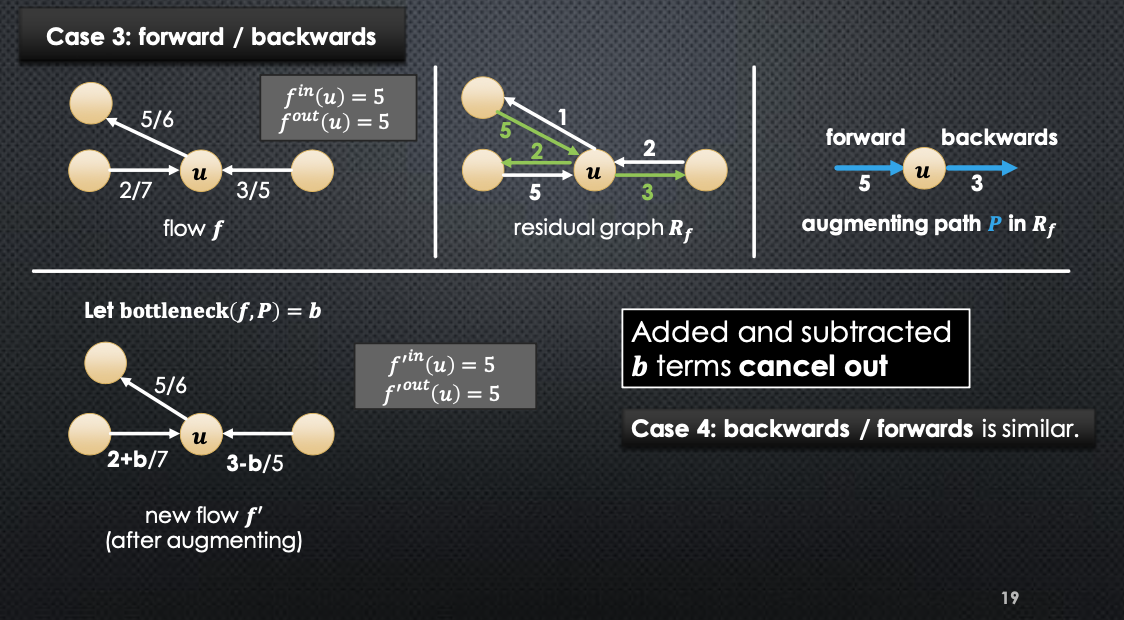 Case 3: forward / backwards
f^in(u) = 5
f^out(u) = 5
5/6
u
2/7
3/5
flow f
1
5
2
2
u
5
3
residual graph R_f
forward
backwards
u
5
3
augmenting path P in R_f
Let bottleneck(f, P) = b
f'^in(u) = 5
f'^out(u) = 5
5/6
u
2+b/7
3-b/5
new flow f'
(after augmenting)
Added and subtracted
b terms cancel out
Case 4: backwards / forwards is similar.
19